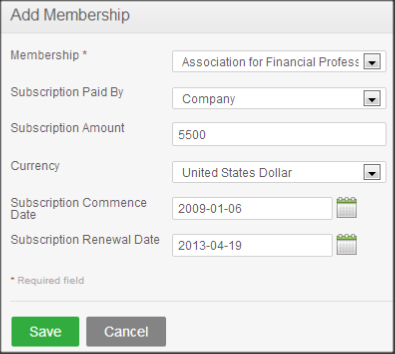 Add Membership
Membership * Association for Financial Profess
Subscription Paid By Company
Subscription Amount 5500
Currency United States Dollar
Subscription Commence
Date 2009-01-06
Subscription Renewal Date 2013-04-19
* Required field
Save Cancel